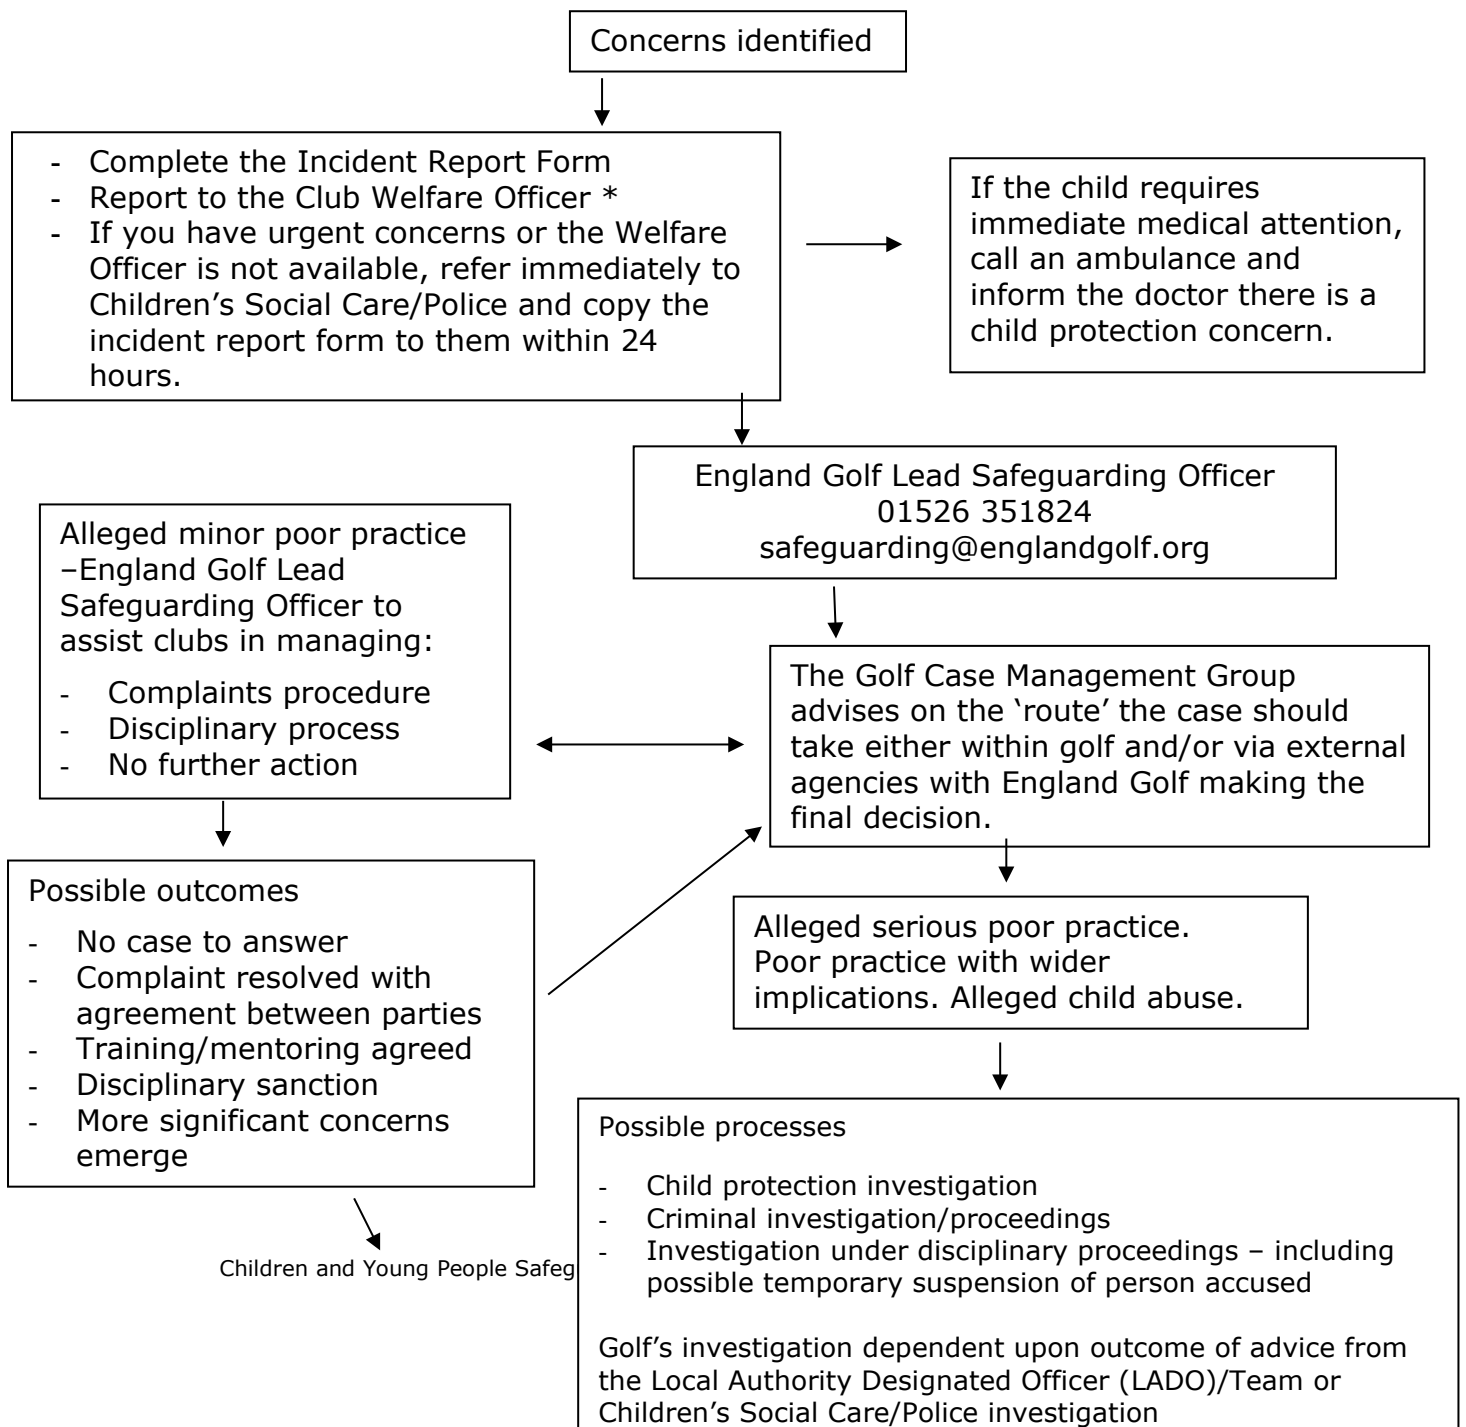 Concerns identified
- Complete the Incident Report Form
- Report to the Club Welfare Officer *
- If you have urgent concerns or the Welfare
Officer is not available, refer immediately to
Children’s Social Care/Police and copy the
incident report form to them within 24
hours.
If the child requires
immediate medical attention,
call an ambulance and
inform the doctor there is a
child protection concern.
England Golf Lead Safeguarding Officer
01526 351824
safeguarding@englandgolf.org
Alleged minor poor practice
–England Golf Lead
Safeguarding Officer to
assist clubs in managing:
- Complaints procedure
- Disciplinary process
- No further action
The Golf Case Management Group
advises on the ‘route’ the case should
take either within golf and/or via external
agencies with England Golf making the
final decision.
Possible outcomes
- No case to answer
- Complaint resolved with
agreement between parties
- Training/mentoring agreed
- Disciplinary sanction
- More significant concerns
emerge
Alleged serious poor practice.
Poor practice with wider
implications. Alleged child abuse.
Possible processes
- Child protection investigation
- Criminal investigation/proceedings
- Investigation under disciplinary proceedings – including
possible temporary suspension of person accused
Golf’s investigation dependent upon outcome of advice from
the Local Authority Designated Officer (LADO)/Team or
Children’s Social Care/Police investigation
Children and Young People Safeg